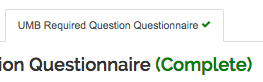 UMB Required Question Questionnaire ✔
ion Questionnaire (Complete)